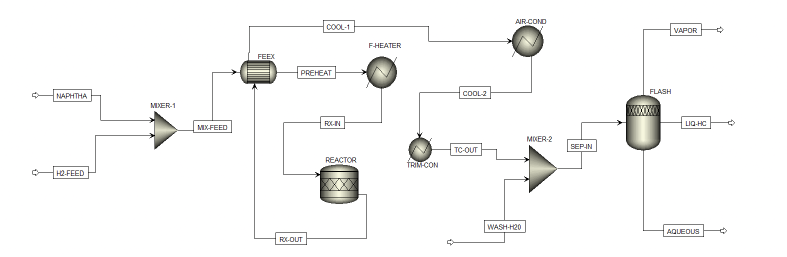 COOL-1
AIR-COND
VAPOR
F-HEATER
FEEX
PREHEAT
NAPHTHA
MIXER-1
COOL-2
FLASH
MIX-FEED
RX-IN
LIQ-HC
H2-FEED
REACTOR
TRIM-CON
TC-OUT
MIXER-2
SEP-IN
WASH-H20
RX-OUT
AQUEOUS